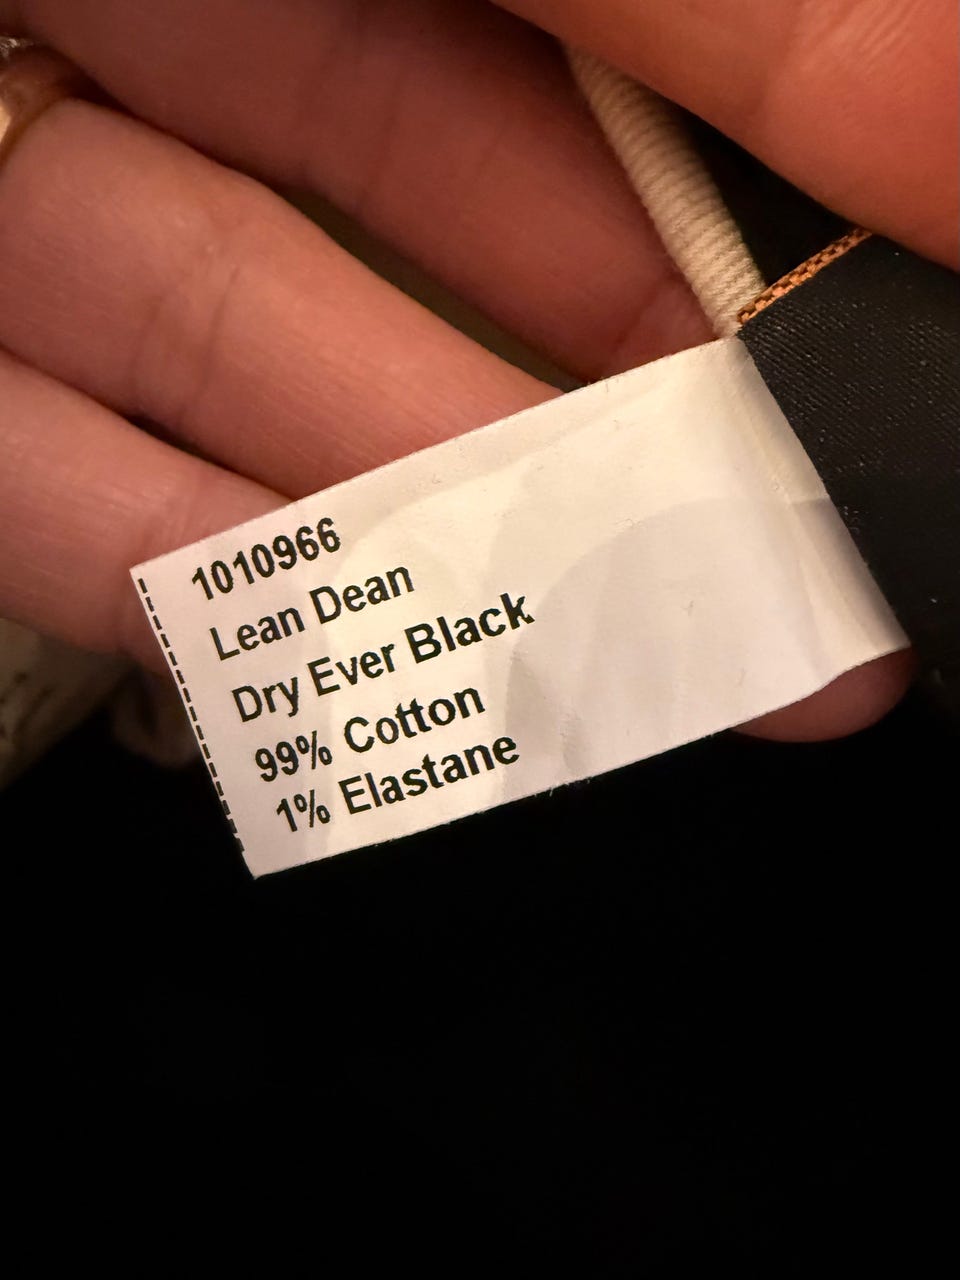 1010966
Lean Dean
Dry Ever Black
99% Cotton
1% Elastane